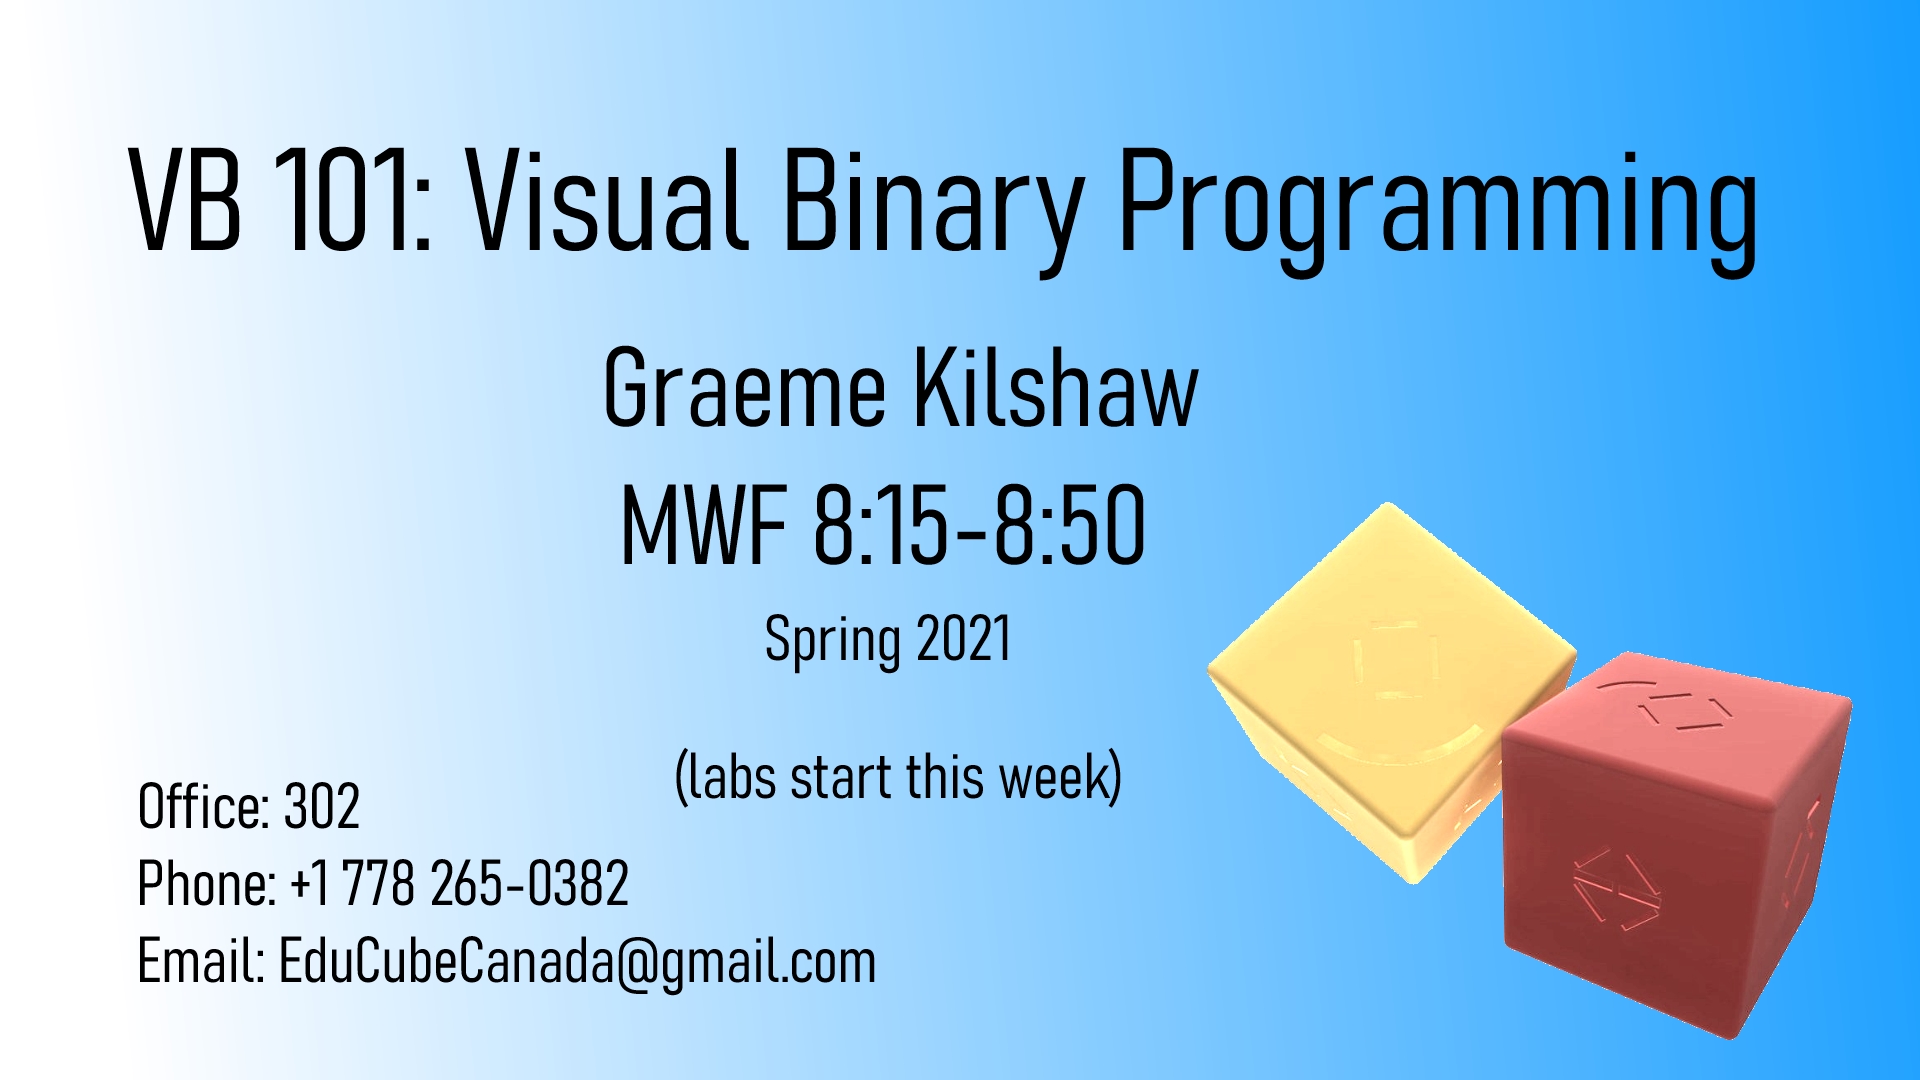 VB 101: Visual Binary Programming
Graeme Kilshaw
MWF 8:15-8:50
Spring 2021
(labs start this week)
Office: 302
Phone: +1 778 265-0382
Email: EduCubeCanada@gmail.com